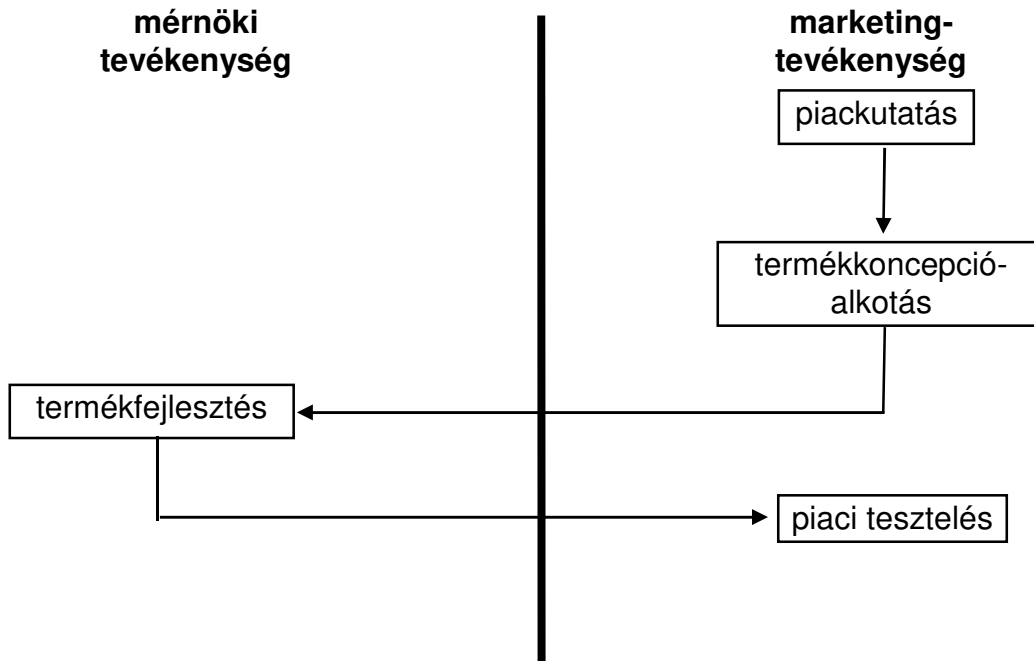 mérnöki
tevékenység
marketing-
tevékenység
piackutatás
termékkoncepció-
alkotás
termékfejlesztés
piaci tesztelés